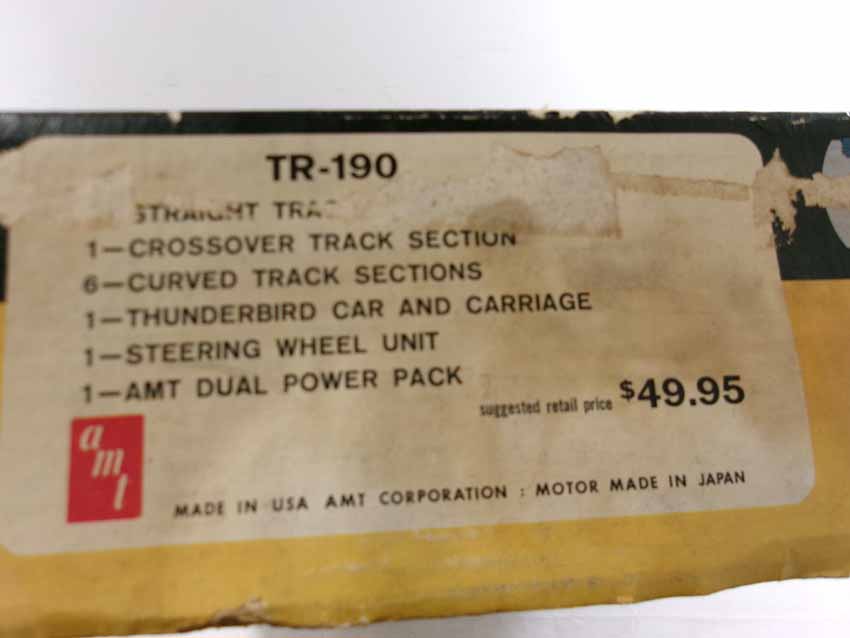 TR-190
STRAIGHT
1—CROSSOVER TRACK SECTION
6—CURVED TRACK SECTIONS
1—THUNDERBIRD CAR AND CARRIAGE
1—STEERING WHEEL UNIT
1—AMT DUAL POWER PACK
suggested retail price $49.95
amt
MADE IN USA AMT CORPORATION : MOTOR MADE IN JAPAN